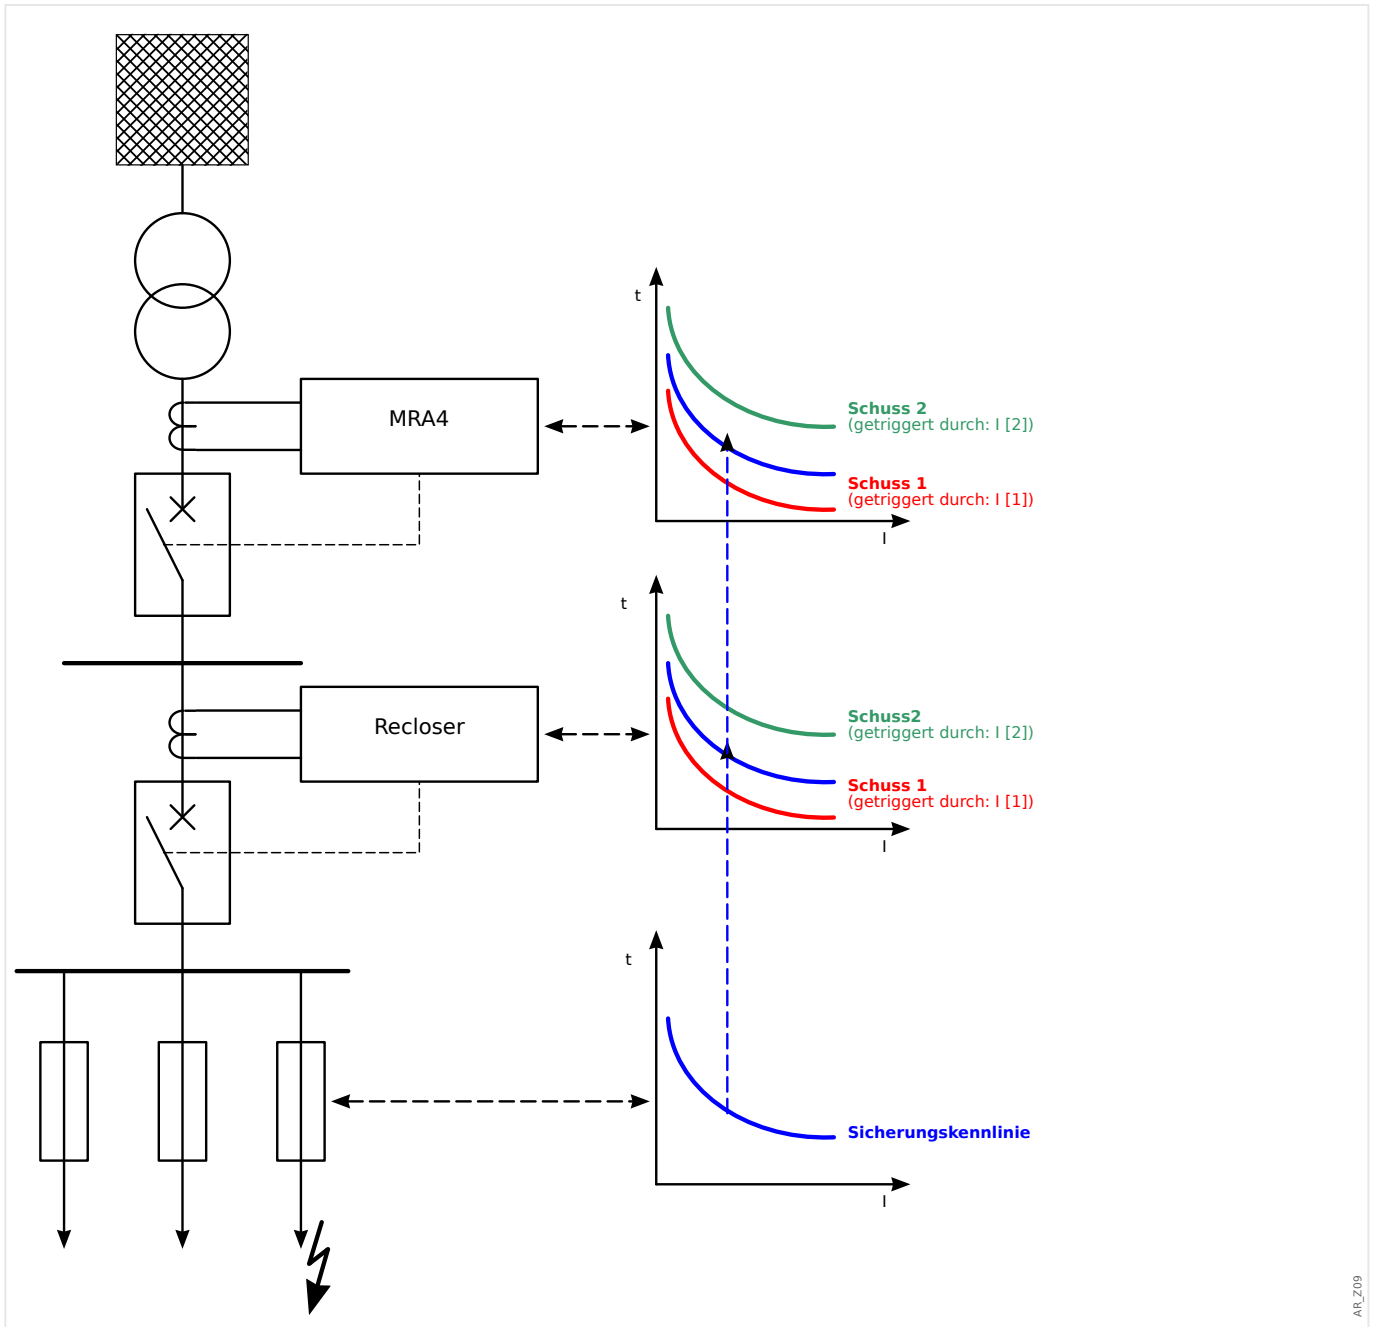 t
MRA4
Schuss 2
(getriggert durch: I [2])
Schuss 1
(getriggert durch: I [1])
I
t
Recloser
Schuss2
(getriggert durch: I [2])
Schuss 1
(getriggert durch: I [1])
I
t
Sicherungskennlinie
I
AR_Z09